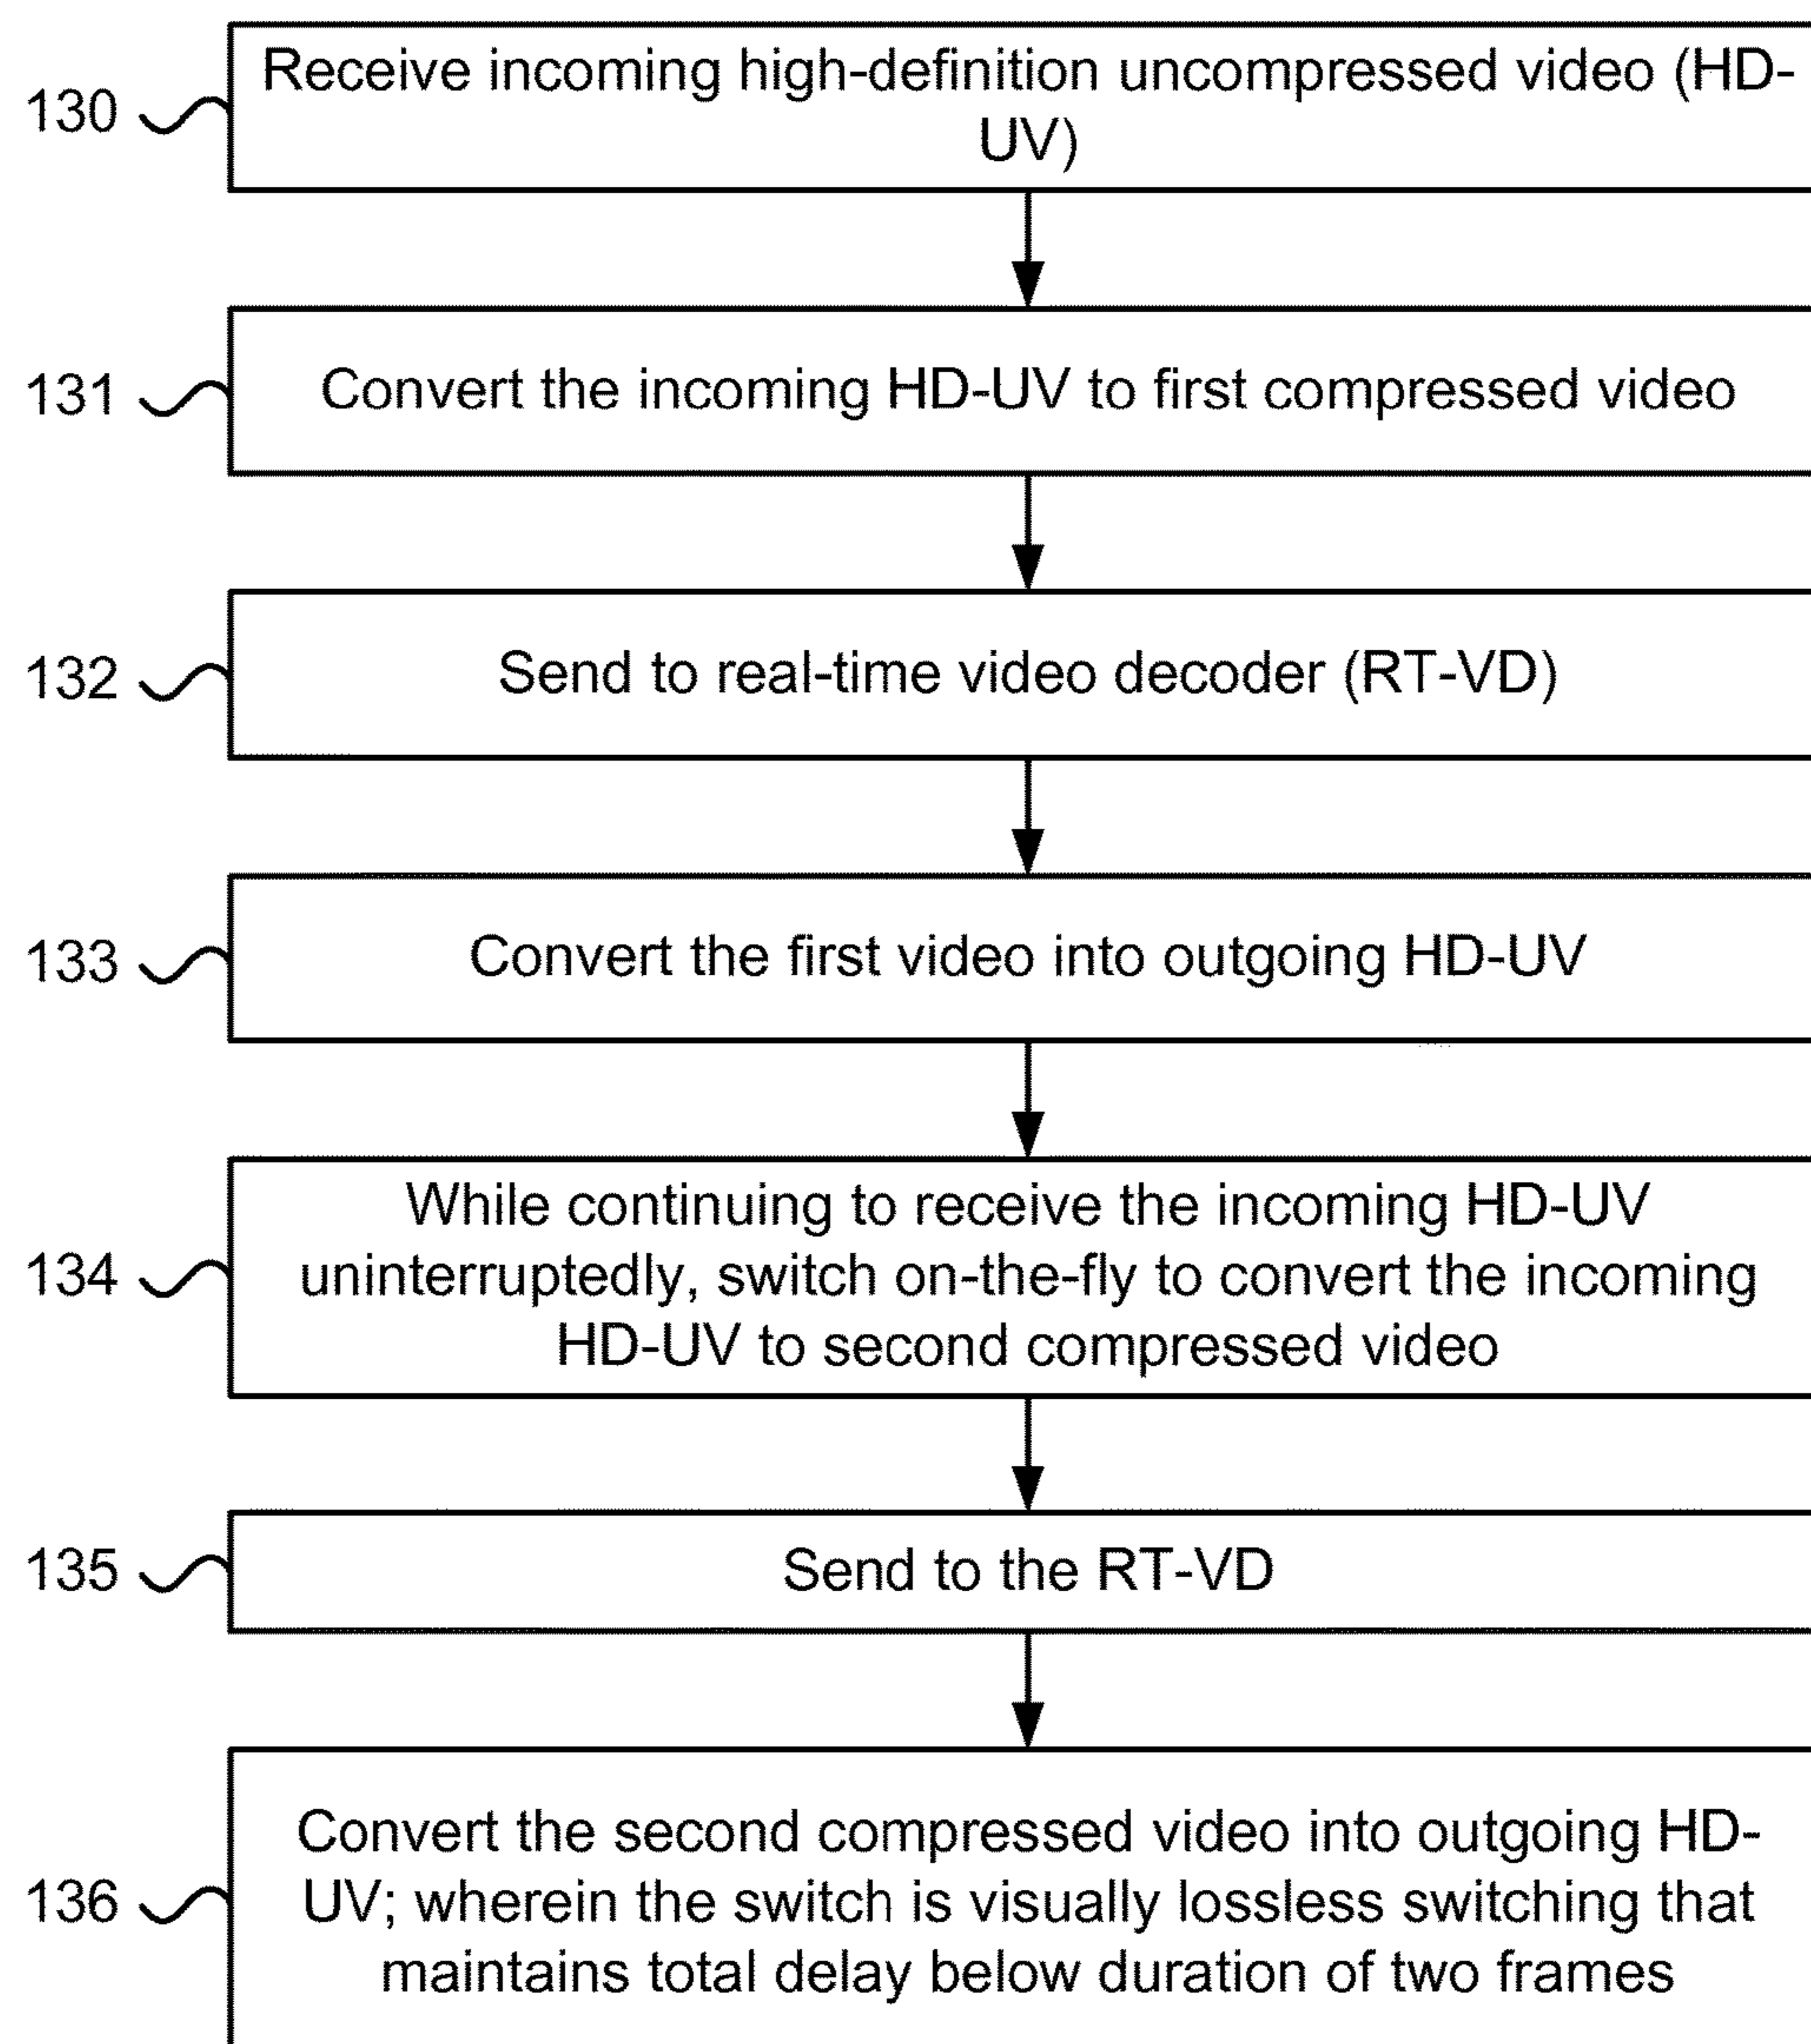 130
Receive incoming high-definition uncompressed video (HD-
UV)
131
Convert the incoming HD-UV to first compressed video
132
Send to real-time video decoder (RT-VD)
133
Convert the first video into outgoing HD-UV
134
While continuing to receive the incoming HD-UV
uninterruptedly, switch on-the-fly to convert the incoming
HD-UV to second compressed video
135
Send to the RT-VD
136
Convert the second compressed video into outgoing HD-
UV; wherein the switch is visually lossless switching that
maintains total delay below duration of two frames